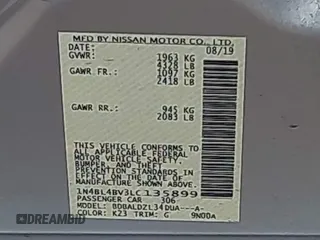 MFD BY NISSAN MOTOR CO., LTD.
DATE: 08/19
GVWR: 1963 KG
4328 LB
GAWR FR.: 1097 KG
2418 LB
GAWR RR.: 945 KG
2083 LB
THIS VEHICLE CONFORMS TO
ALL APPLICABLE FEDERAL
MOTOR VEHICLE SAFETY,
BUMPER, AND THEFT
PREVENTION STANDARDS
IN EFFECT ON THE DATE OF
MANUFACTURE SHOWN ABOVE.
1N4BL4BV3LC 135899
PASSENGER CAR 306
MODEL: BDBALDZL34DUA---A-
COLOR: K23 TRIM: G 9N00A
DREAMBID